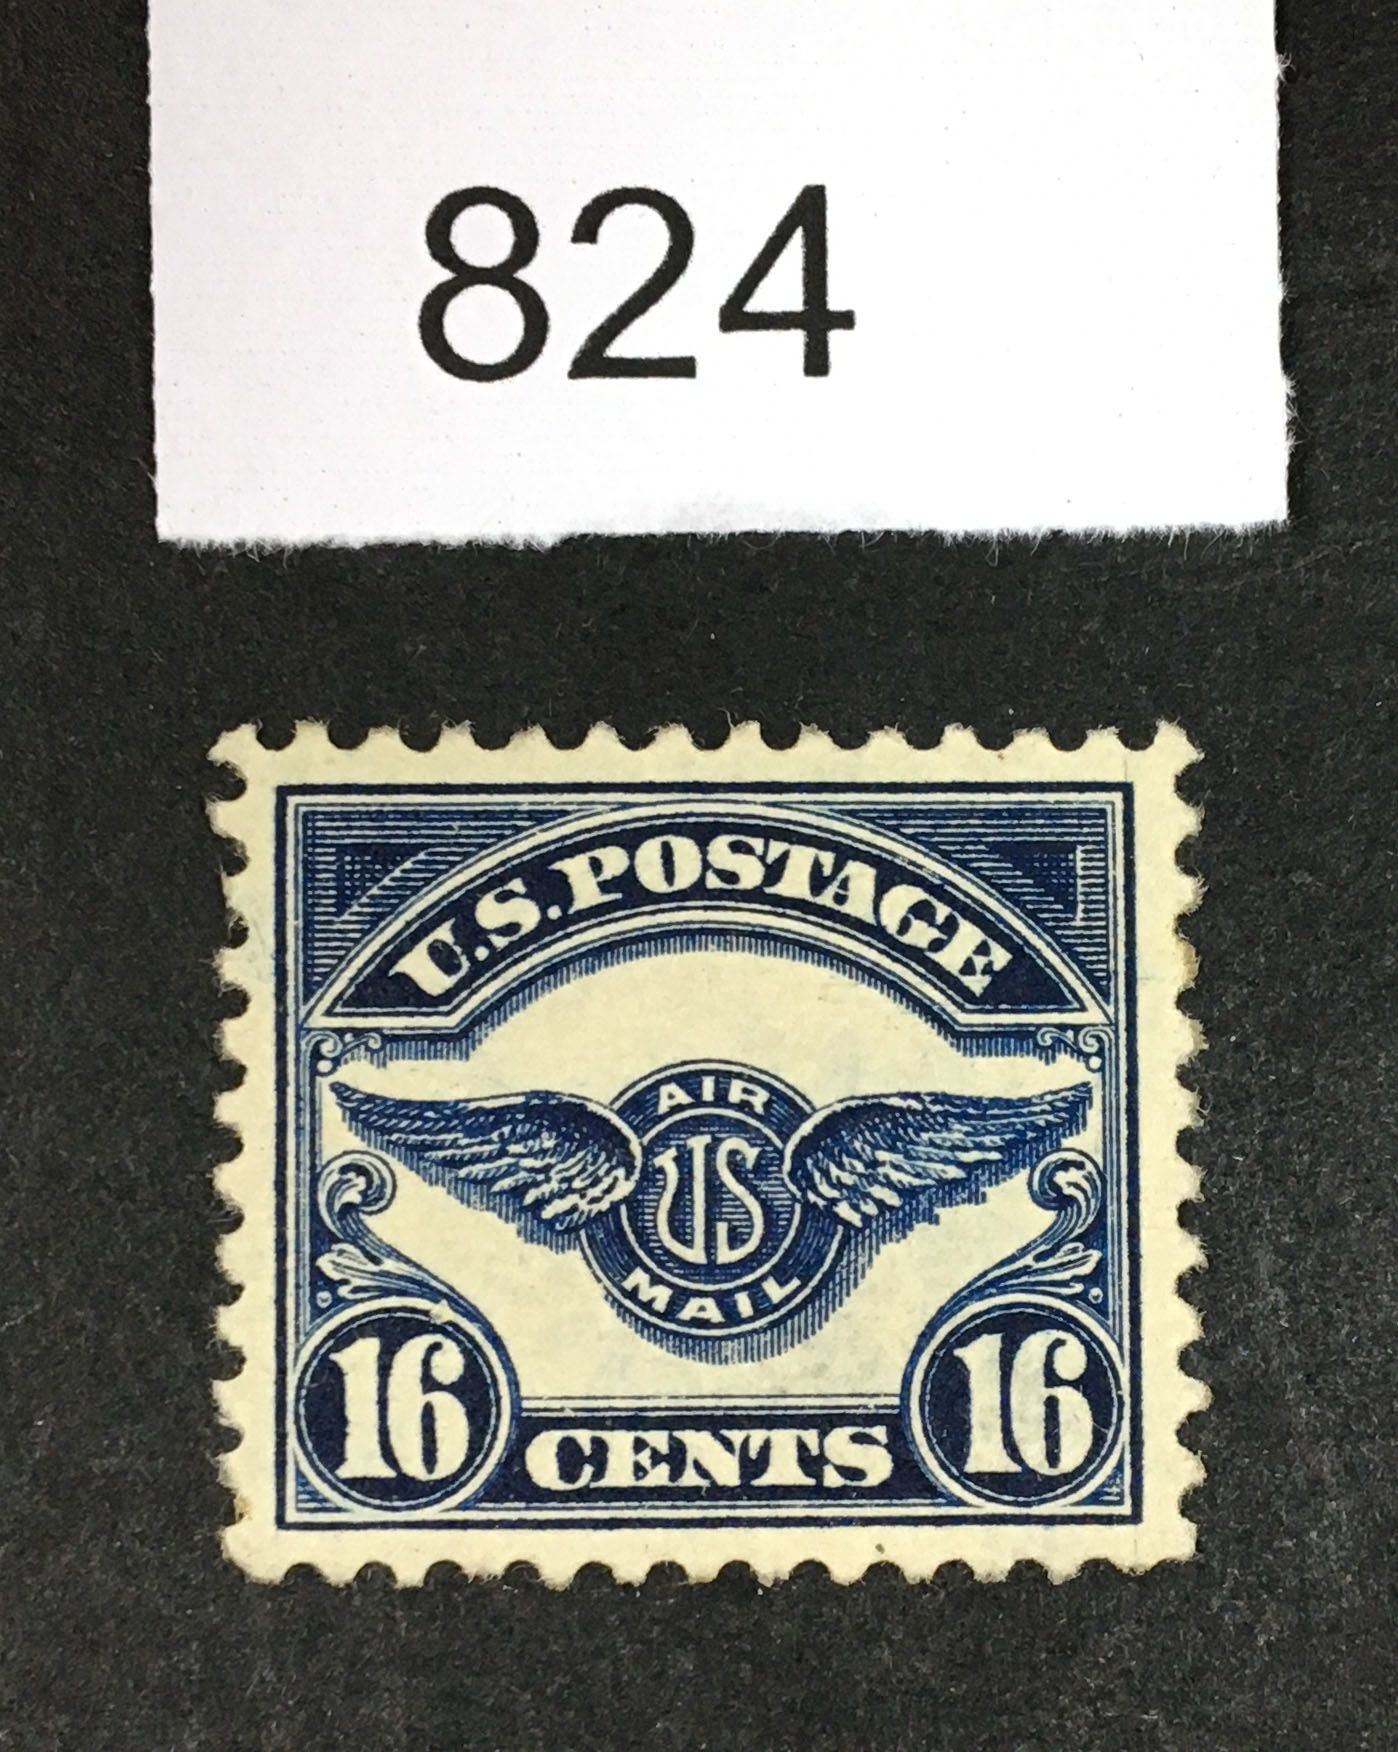 824
U.S. POSTAGE
AIR
US
MAIL
16 CENTS 16